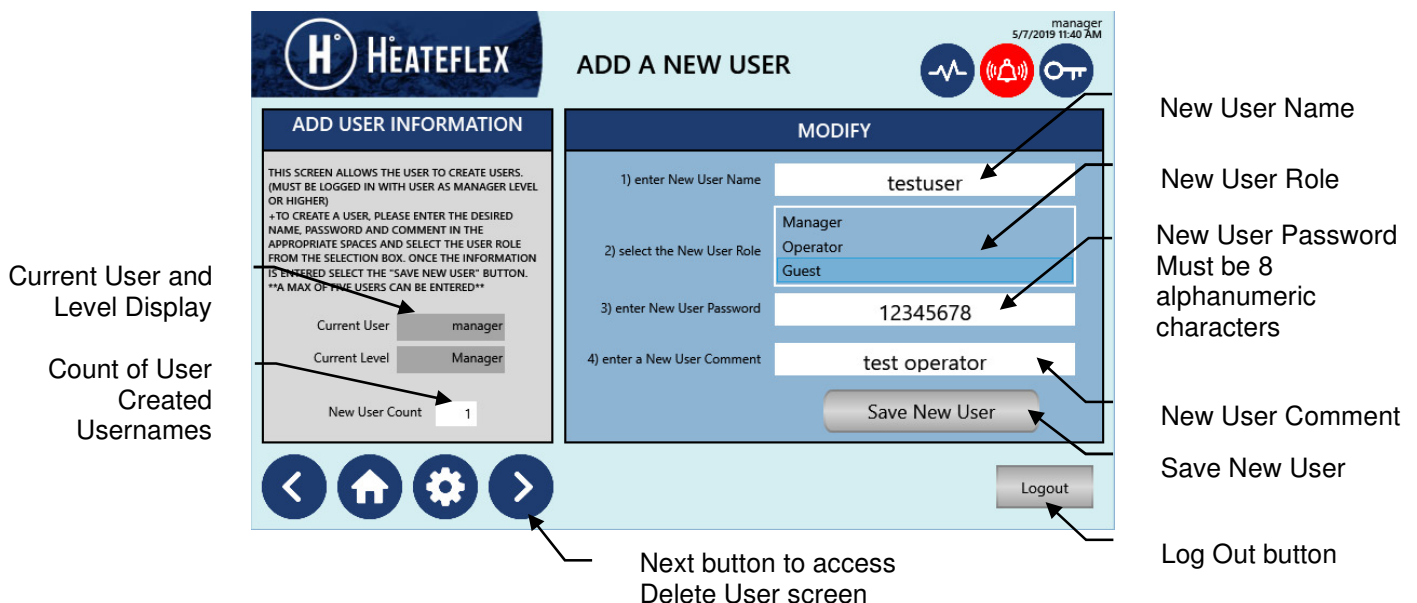 H° HEATEFLEX
ADD A NEW USER
manager
5/7/2019 11:40 AM
ADD USER INFORMATION
THIS SCREEN ALLOWS THE USER TO CREATE USERS.
(MUST BE LOGGED IN WITH USER AS MANAGER LEVEL
OR HIGHER)
+TO CREATE A USER, PLEASE ENTER THE DESIRED
NAME, PASSWORD AND COMMENT IN THE
APPROPRIATE SPACES AND SELECT THE USER ROLE
FROM THE SELECTION BOX. ONCE THE INFORMATION
IS ENTERED SELECT THE "SAVE NEW USER" BUTTON.
**A MAX OF FIVE USERS CAN BE ENTERED**
Current User manager
Current Level Manager
New User Count 1
MODIFY
1) enter New User Name testuser
2) select the New User Role
Manager
Operator
Guest
3) enter New User Password 12345678
4) enter a New User Comment test operator
Save New User
Logout
Current User and
Level Display
Count of User
Created
Usernames
New User Name
New User Role
New User Password
Must be 8
alphanumeric
characters
New User Comment
Save New User
Log Out button
Next button to access
Delete User screen